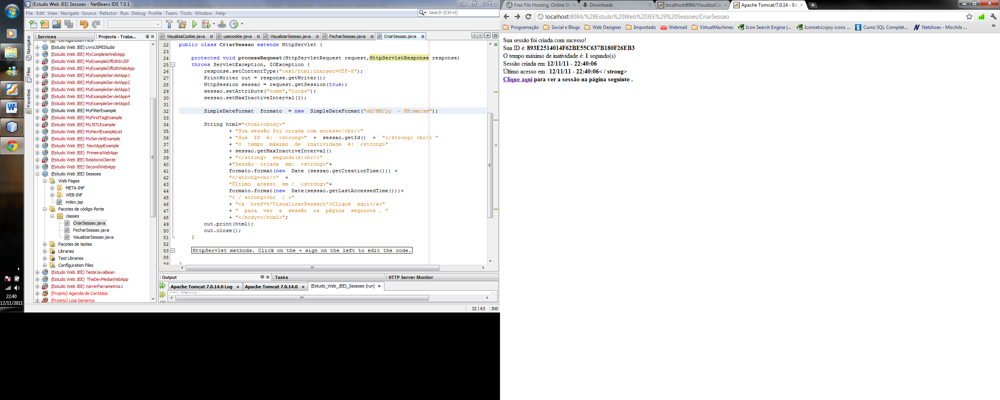 (Estudo Web JEE) Sessoes - NetBeans IDE 7.0.1
File Edit View Navigate Source Refactor Run Debug Profile Team Tools Window Help
Search (Ctrl+I)
Services
Projects - Traba...
Navigator
Files
Favorites
(Estudo Web JEE) LivroJSPEStudo
(Estudo Web JEE) MyCompleteWebApp
(Estudo Web JEE) MyExampleOfEditInJSP
(Estudo Web JEE) MyExampleOfEditWebApp
(Estudo Web JEE) MyExampleServletApp1
(Estudo Web JEE) MyExampleServletApp2
(Estudo Web JEE) MyExampleServletApp3
(Estudo Web JEE) MyExampleServletApp4
(Estudo Web JEE) MyExampleServletApp5
(Estudo Web JEE) MyFilterExample
(Estudo Web JEE) MyFirstTagExample
(Estudo Web JEE) MyJSTLExample
(Estudo Web JEE) MyNextExampleList
(Estudo Web JEE) MyServletExample
(Estudo Web JEE) NextAppExample
(Estudo Web JEE) PrimeiraWebApp
(Estudo Web JEE) RelatorioCliente
(Estudo Web JEE) SecondWebApp
(Estudo Web JEE) Sessoes
Web Pages
META-INF
WEB-INF
index.jsp
Pacotes de código-fonte
classes
CriarSessao.java
FecharSessao.java
VisualizarSessao.java
Pacotes de testes
Libraries
Test Libraries
Configuration Files
(Estudo Web JEE) TesteJavaBean
(Estudo Web JEE) TheDevMediaWebApp
(Estudo Web JEE) VarrerParrametros1
(Projeto) Agenda de Contatos
(Projeto) Loja Generica
22:40
12/11/2011
VisualizaCookie.java usecookie.java VisualizarSessao.java FecharSessao.java CriarSessao.java
22 public class CriarSessao extends HttpServlet {
23
24 protected void processRequest(HttpServletRequest request,HttpServletResponse response)
25 throws ServletException, IOException {
26 response.setContentType("text/html;charset=UTF-8");
27 PrintWriter out = response.getWriter();
28 HttpSession sessao = request.getSession(true);
29 sessao.setAttribute("nome","lucas");
30 sessao.setMaxInactiveInterval(1);
31
32 SimpleDateFormat formato = new SimpleDateFormat("dd/MM/yy - HH:mm:ss");
33
34 String html="<html><body>"
35 + "Sua sessão foi criada com sucesso!<br/>"
36 + "Sua ID é: <strong>" + sessao.getId() + "</strong> <br/> "
37 + "O tempo máximo de inatividade é: <strong>"
38 + sessao.getMaxInactiveInterval()
39 + "</strong> segundo(s)<br/>"
40 +"Sessão criada em: <strong>"+
41 formato.format(new Date (sessao.getCreationTime())) +
42 "</strong><br/>" +
43 "Último acesso em : <strong>"+
44 formato.format(new Date(sessao.getLastAccessedTime()))+
45 "< / strong><br / >"
46 + "<a href=\"VisualizarSessao\">Clique aqui</a>"
47 + " para ver a sessão na página seguinte . "
48 + "</body></html>";
49 out.print(html);
50 out.close();
51 }
52
53 HttpServlet methods. Click on the + sign on the left to edit the code.
88
89 }
Output
Tasks
HTTP Server Monitor
Apache Tomcat 7.0.14.0 Log
Apache Tomcat 7.0.14.0
(Estudo_Web_JEE)_Sessoes (run)
32 | 63 INS
Free File Hosting, Online St
Downloads
localhost:8084/VisualizaCoo
Apache Tomcat/7.0.14 - Err
localhost:8084/%28Estudo%20Web%20JEE%29%20Sessoes/CriarSessao
Programação Social e Blogs Web Designer Importado Webmail VirtualMachines Icon Search Engine |... Iconset:icojoy icons ... Curso SQL Complet... Netshoes - Mochila ... »
Sua sessão foi criada com sucesso!
Sua ID é: 893E2514014F62BE55C637B180F26EB3
O tempo máximo de inatividade é: 1 segundo(s)
Sessão criada em: 12/11/11 - 22:40:06
Último acesso em : 12/11/11 - 22:40:06< / strong>
Clique aqui para ver a sessão na página seguinte .